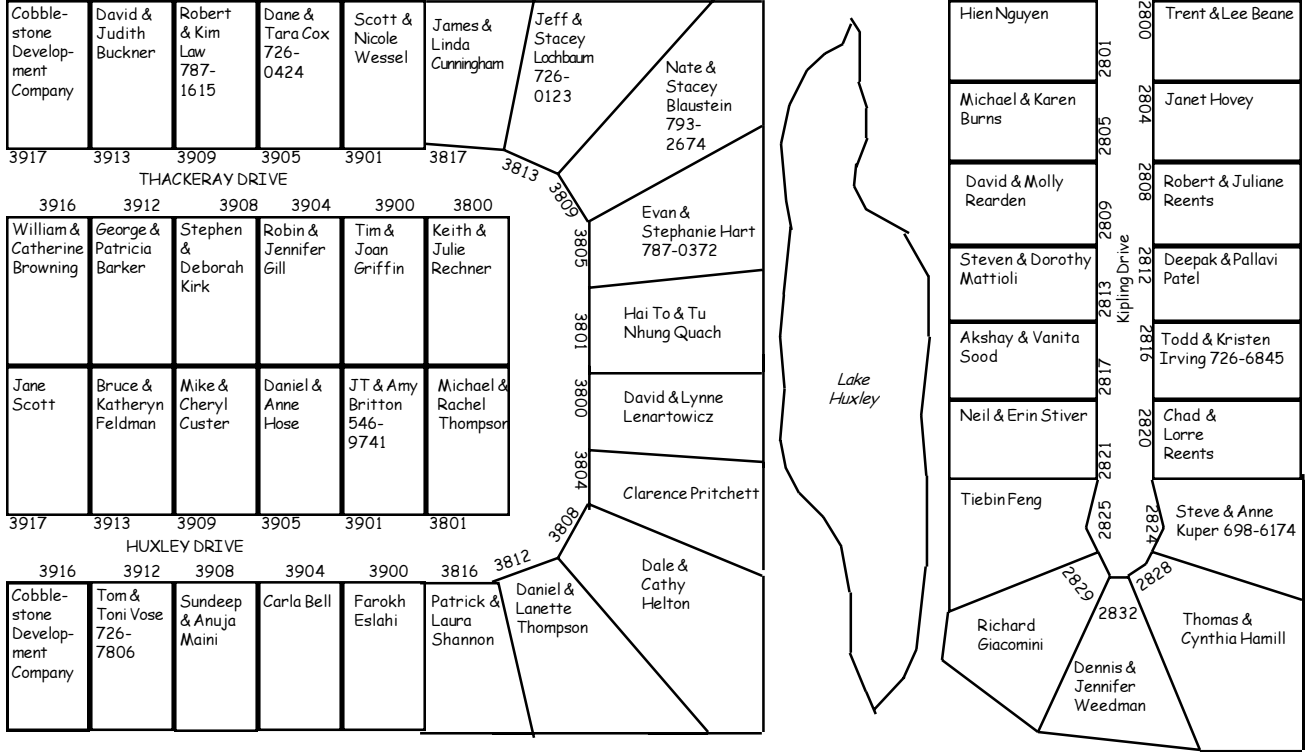 Cobble-
stone
Develop-
ment
Company
David &
Judith
Buckner
Robert
& Kim
Law
787-
1615
Dane &
Tara Cox
726-
0424
Scott &
Nicole
Wessel
James &
Linda
Cunningham
Jeff &
Stacey
Lochbaum
726-
0123
Nate &
Stacey
Blaustein
793-
2674
3917
3913
3909
3905
3901
3817
3813
3809
THACKERAY DRIVE
3916
3912
3908
3904
3900
3800
William &
Catherine
Browning
George &
Patricia
Barker
Stephen
&
Deborah
Kirk
Robin &
Jennifer
Gill
Tim &
Joan
Griffin
Keith &
Julie
Rechner
3805
Evan &
Stephanie Hart
787-0372
3801
Hai To & Tu
Nhung Quach
Jane
Scott
Bruce &
Katheryn
Feldman
Mike &
Cheryl
Custer
Daniel &
Anne
Hose
JT & Amy
Britton
546-
9741
Michael &
Rachel
Thompson
3800
David & Lynne
Lenartowicz
3804
Clarence Pritchett
3917
3913
3909
3905
3901
3801
HUXLEY DRIVE
3916
3912
3908
3904
3900
3816
3812
3808
Cobble-
stone
Develop-
ment
Company
Tom &
Toni Vose
726-
7806
Sundeep
& Anuja
Maini
Carla Bell
Farokh
Eslahi
Patrick &
Laura
Shannon
Daniel &
Lanette
Thompson
Dale &
Cathy
Helton
Lake
Huxley
Hien Nguyen
2801
2800
Trent & Lee Beane
Michael & Karen
Burns
2805
2804
Janet Hovey
David & Molly
Rearden
2809
2808
Robert & Juliane
Reents
Kipling Drive
Steven & Dorothy
Mattioli
2813
2812
Deepak & Pallavi
Patel
Akshay & Vanita
Sood
2817
2816
Todd & Kristen
Irving 726-6845
Neil & Erin Stiver
2821
2820
Chad &
Lorre
Reents
Tiebin Feng
2825
2824
Steve & Anne
Kuper 698-6174
2829
2828
2832
Richard
Giacomini
Dennis &
Jennifer
Weedman
Thomas &
Cynthia Hamill